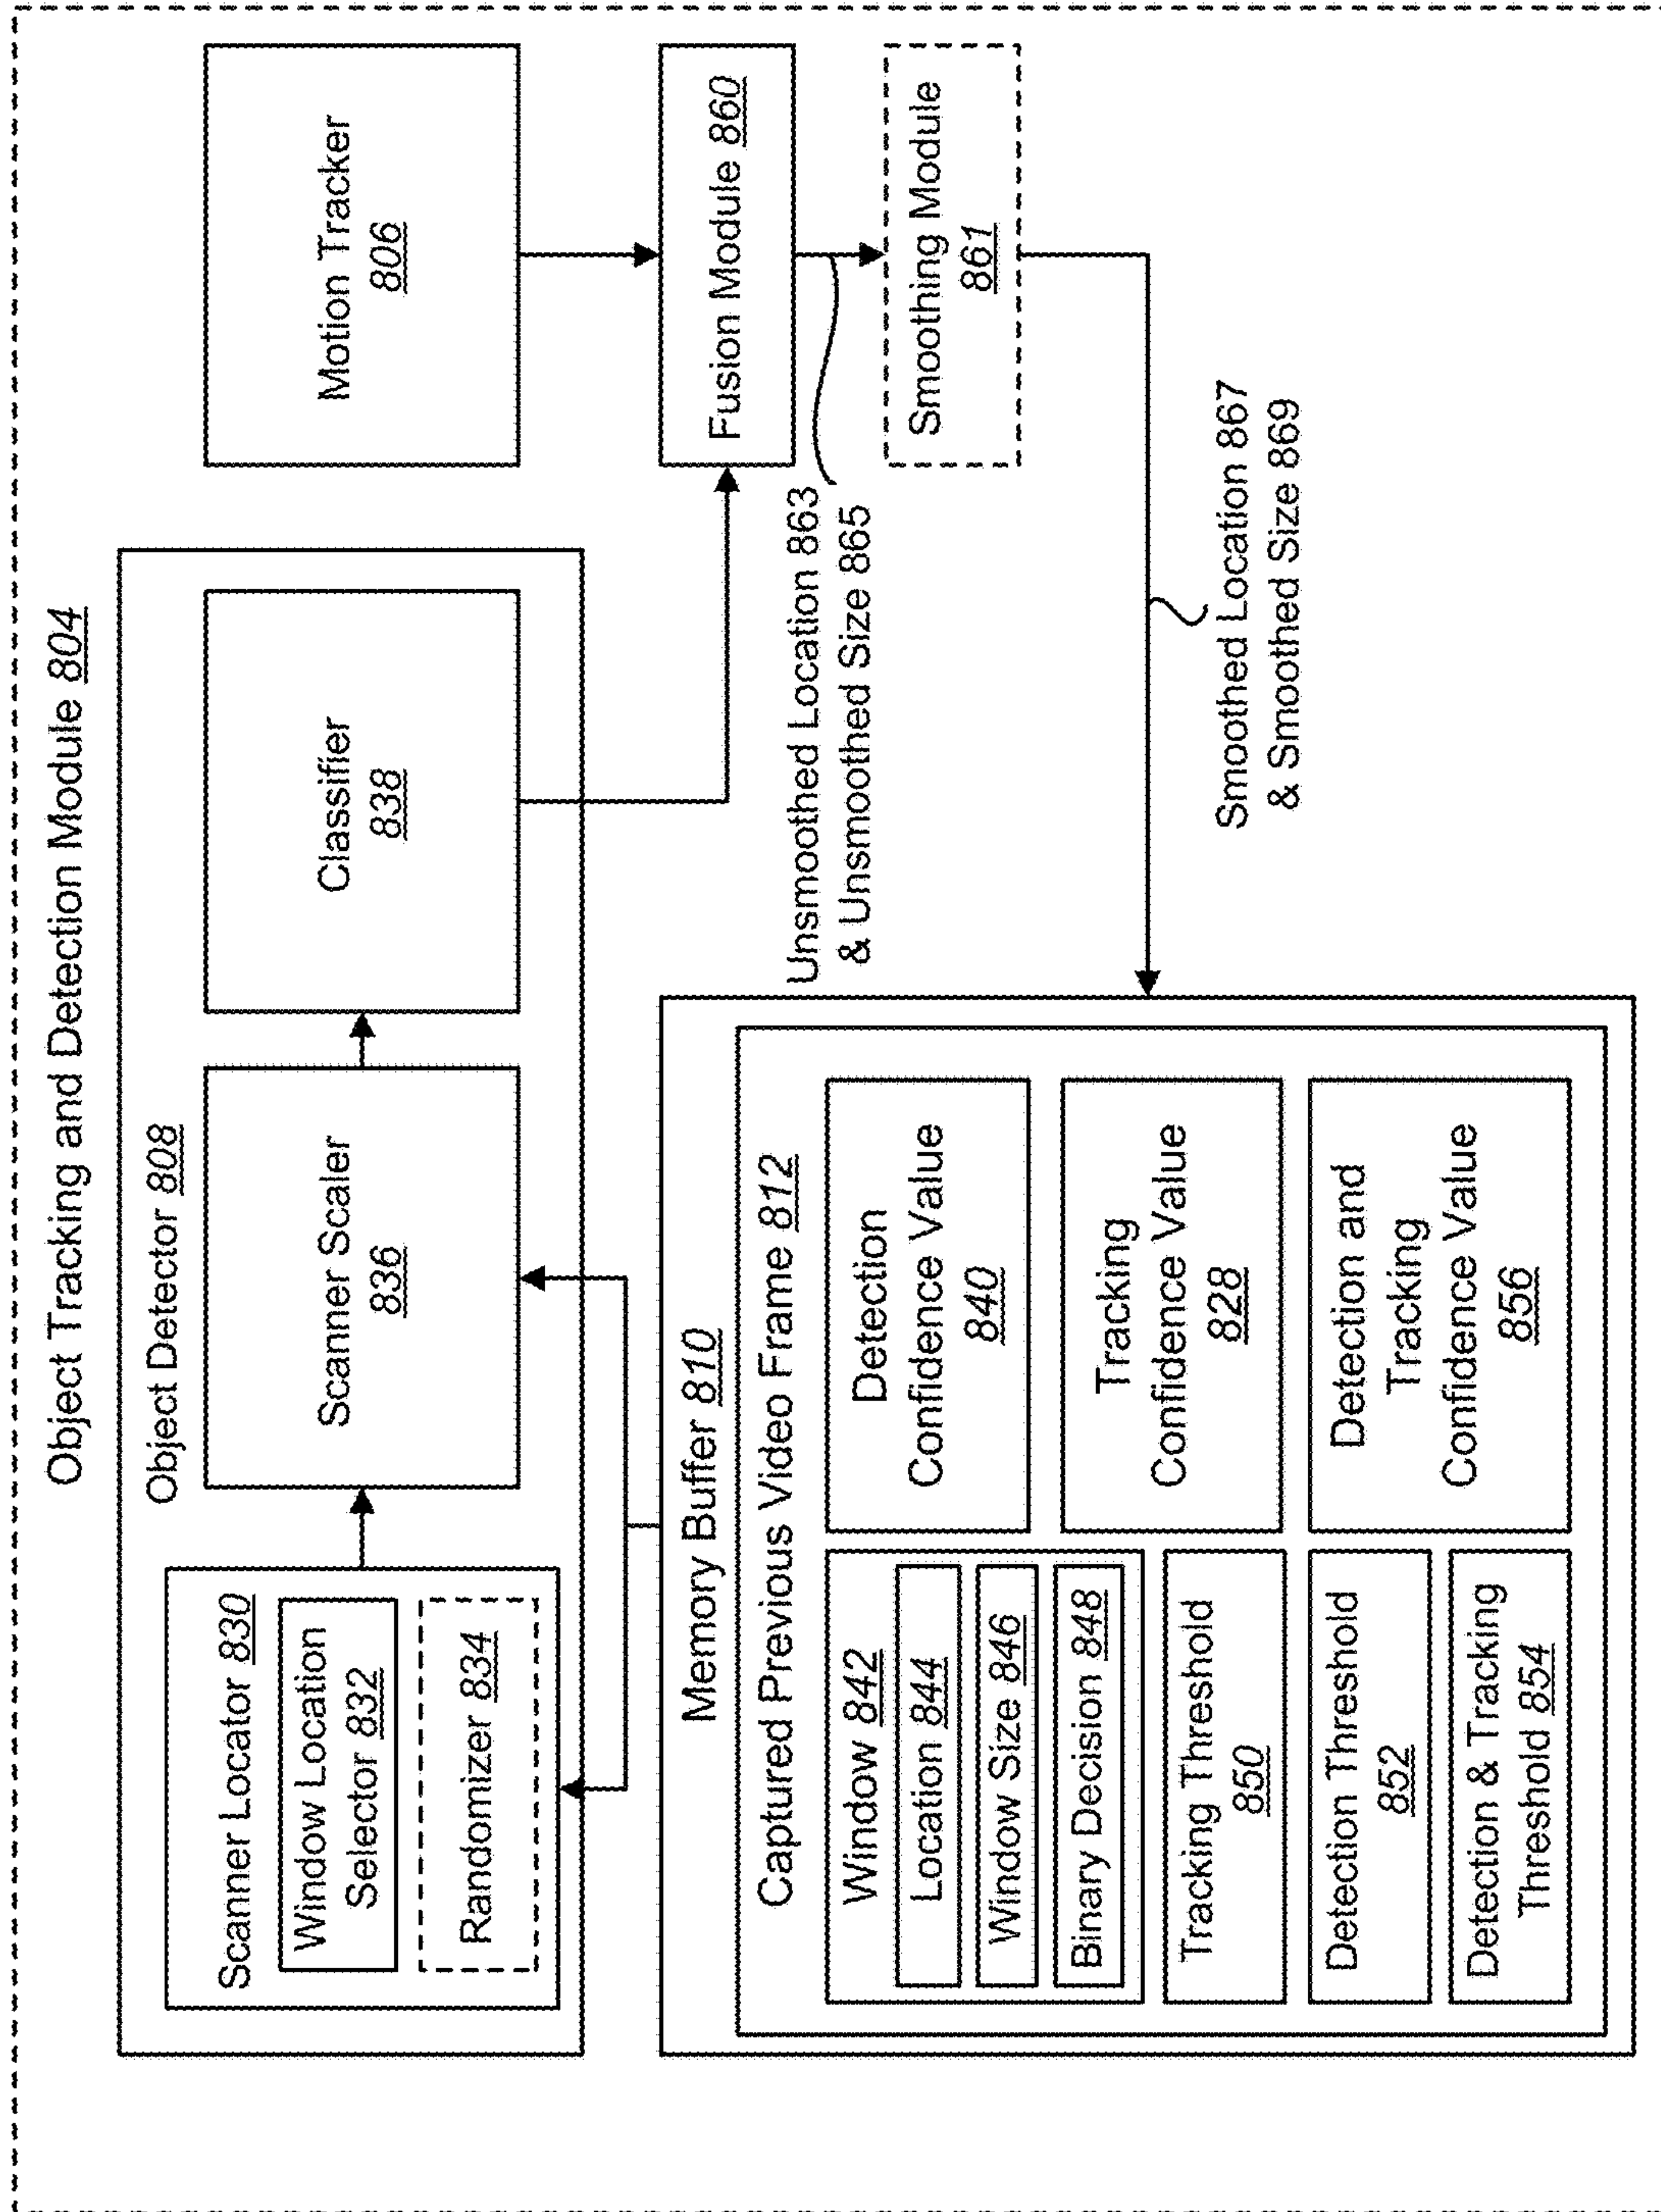 Object Tracking and Detection Module 804
Object Detector 808
Scanner Locator 830
Window Location
Selector 832
Randomizer 834
Scanner Scaler
836
Classifier
838
Motion Tracker
806
Fusion Module 860
Unsmoothed Location 863
& Unsmoothed Size 865
Smoothing Module
861
Smoothed Location 867
& Smoothed Size 869
Memory Buffer 810
Captured Previous Video Frame 812
Window 842
Location 844
Window Size 846
Binary Decision 848
Tracking Threshold
850
Detection Threshold
852
Detection & Tracking
Threshold 854
Detection
Confidence Value
840
Tracking
Confidence Value
828
Detection and
Tracking
Confidence Value
856